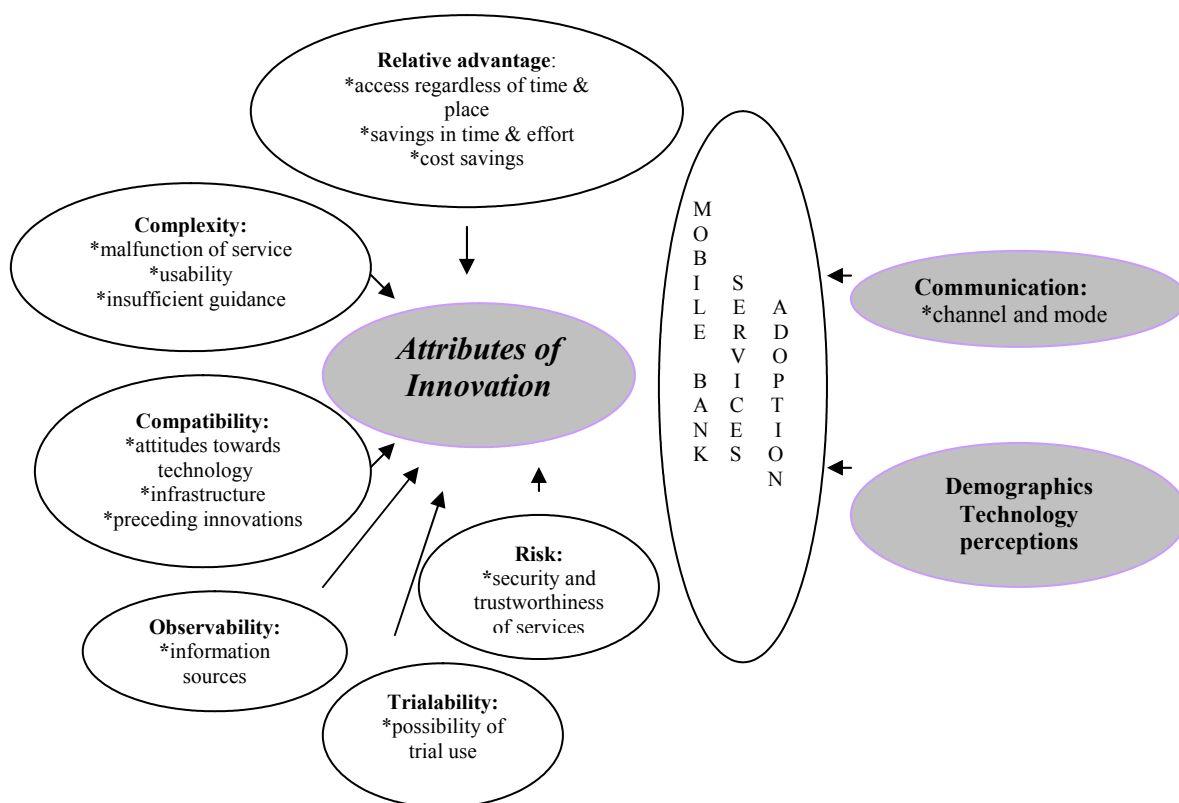 Relative advantage:
*access regardless of time &
place
*savings in time & effort
*cost savings
Complexity:
*malfunction of service
*usability
*insufficient guidance
Attributes of
Innovation
Compatibility:
*attitudes towards
technology
*infrastructure
*preceding innovations
Observability:
*information
sources
Trialability:
*possibility of
trial use
Risk:
*security and
trustworthiness
of services
MOBILE BANK
SERVICES
ADOPTION
Communication:
*channel and mode
Demographics
Technology
perceptions